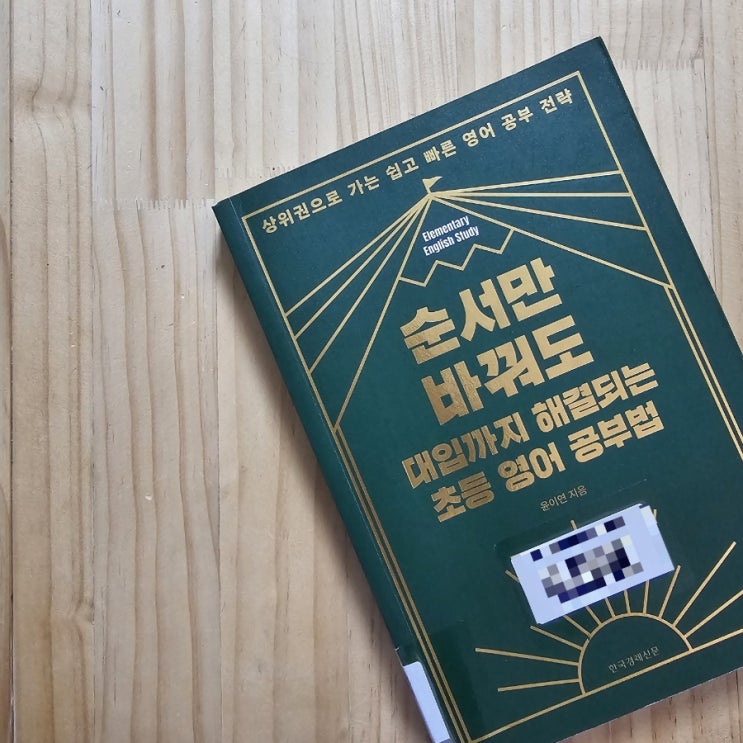 상위권으로 가는 쉽고 빠른 영어 공부 전략
Elementary
English Study
순서만
바꿔도
대입까지 해결되는
초등 영어 공부법
윤이연 지음
한국경제신문